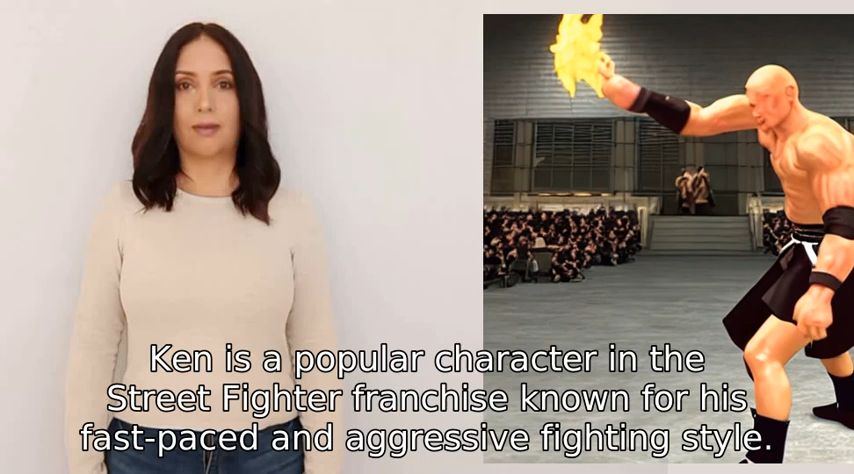 Ken is a popular character in the
Street Fighter franchise known for his
fast-paced and aggressive fighting style.